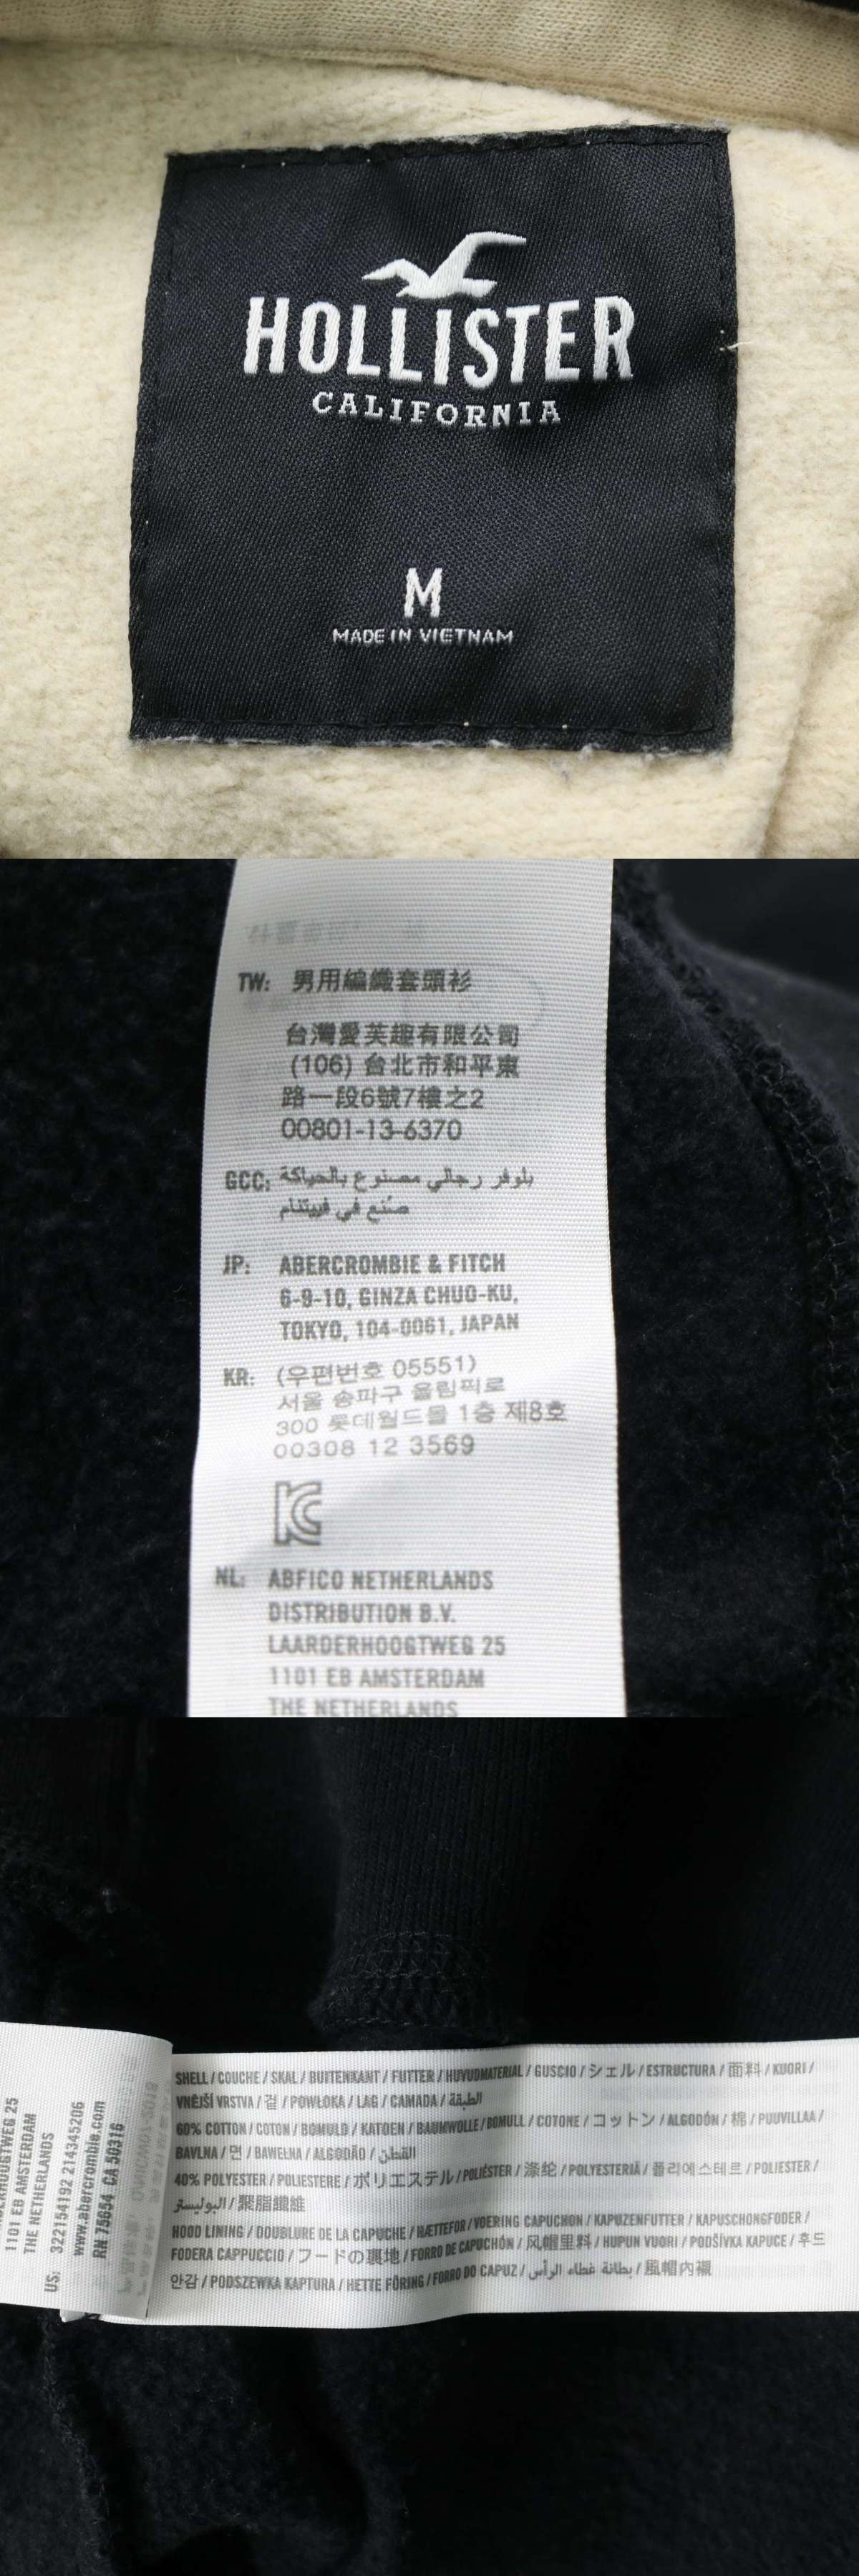 HOLLISTER
CALIFORNIA
M
MADE IN VIETNAM
TW: 男用編織套頭衫
台灣愛芙趣有限公司
(106) 台北市和平東
路一段6號7樓之2
00801-13-6370
GCC: بلوفر رجالي مصنوع بالحياكة
صُنع في فييتنام
JP: ABERCROMBIE & FITCH
6-9-10, GINZA CHUO-KU,
TOKYO, 104-0061, JAPAN
KR: (우편번호 05551)
서울 송파구 올림픽로
300 롯데월드몰 1층 제8호
00308 12 3569
NL: ABFICO NETHERLANDS
DISTRIBUTION B.V.
LAARDERHOOGTWEG 25
1101 EB AMSTERDAM
THE NETHERLANDS
1101 EB AMSTERDAM
THE NETHERLANDS
US: 322154192 214345206
www.abercrombie.com
RN 75654 CA 50316
SHELL / COUCHE / SKAL / BUITENKANT / FUTTER / HUVUDMATERIAL / GUSCIO / シェル / ESTRUCTURA / 面料 / KUORI /
VNĚJŠÍ VRSTVA / 겉 / POWŁOKA / LAG / CAMADA / الطبقة
60% COTTON / COTON / BOMULD / KATOEN / BAUMWOLLE / BOMULL / COTONE / コットン / ALGODÓN / 棉 / PUUVILLAA /
BAVLNA / 면 / BAWEŁNA / ALGODÃO / القطن
40% POLYESTER / POLIESTERE / ポリエステル / POLIÉSTER / 涤纶 / POLYESTERIÄ / 폴리에스테르 / POLIESTER /
البوليستر / 聚脂纖維
HOOD LINING / DOUBLURE DE LA CAPUCHE / HÆTTEFOR / VOERING CAPUCHON / KAPUZENFUTTER / KAPUSCHONGFODER /
FODERA CAPPUCCIO / フードの裏地 / FORRO DE CAPUCHÓN / 风帽里料 / HUPUN VUORI / PODŠÍVKA KAPUCE / 후드
안감 / PODSZEWKA KAPTURA / HETTE FÔRING / FORRO DO CAPUZ / بطانة غطاء الرأس / 風帽內襯